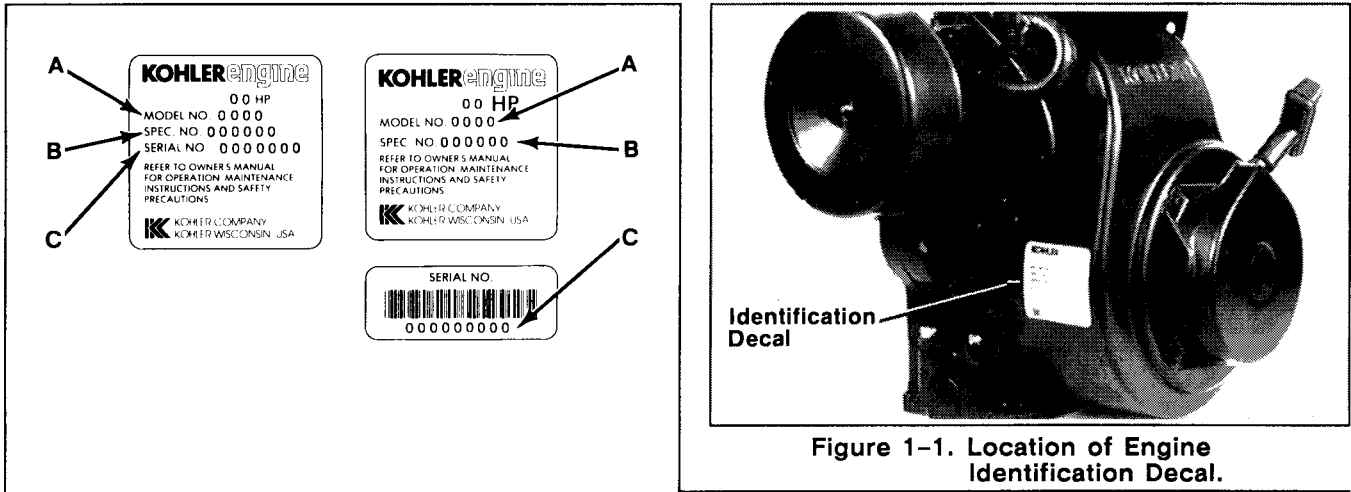 A
KOHLERengine
00 HP
MODEL NO. 0000
B
SPEC. NO. 000000
SERIAL NO 0000000
REFER TO OWNER S MANUAL
FOR OPERATION MAINTENANCE
INSTRUCTIONS AND SAFETY
PRECAUTIONS
C
KOHLER COMPANY
KOHLER WISCONSIN USA
A
KOHLERengine
00 HP
MODEL NO. 0000
SPEC NO. 000000
B
REFER TO OWNER S MANUAL
FOR OPERATION MAINTENANCE
INSTRUCTIONS AND SAFETY
PRECAUTIONS
KOHLER COMPANY
KOHLER WISCONSIN USA
C
SERIAL NO.
000000000
KOHLER
Identification
Decal
Figure 1-1. Location of Engine
Identification Decal.